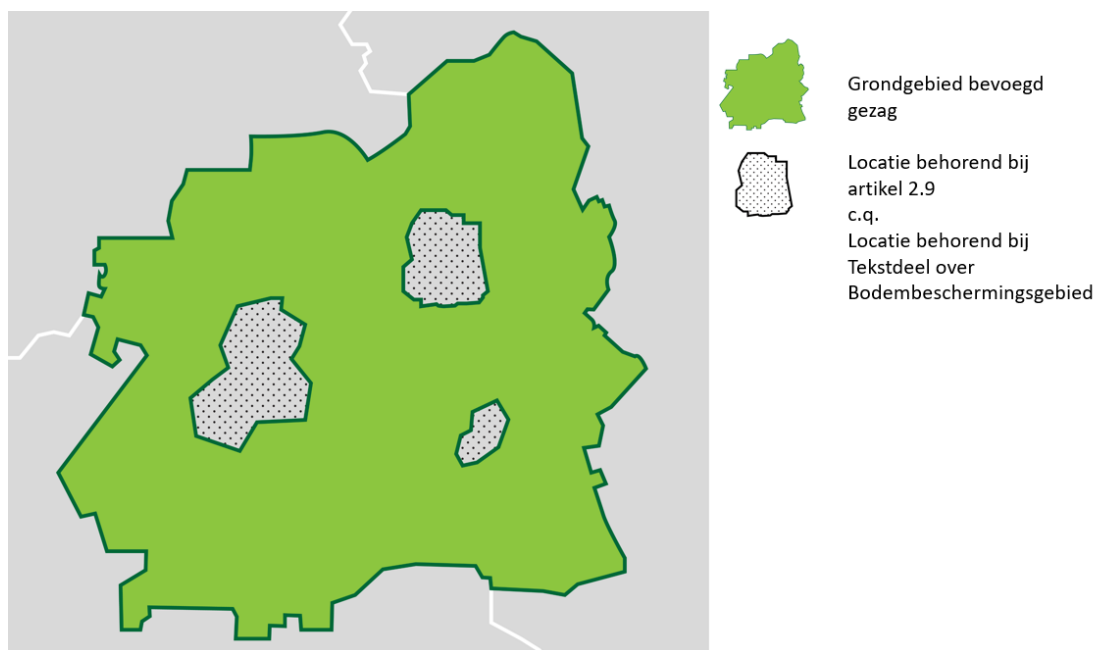 Grondgebied bevoegd
gezag
Locatie behorend bij
artikel 2.9
c.q.
Locatie behorend bij
Tekstdeel over
Bodembeschermingsgebied